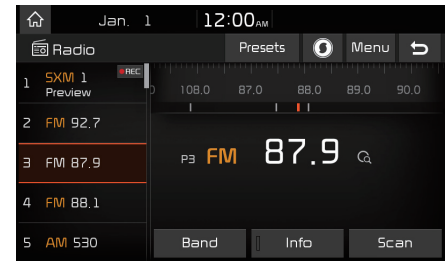 Jan. 1 12:00 AM
Radio Presets Menu
1 SXM 1 REC
Preview
108.0 87.0 88.0 89.0 90.0
2 FM 92.7
3 FM 87.9
P3 FM 87.9
4 FM 88.1
5 AM 530
Band Info Scan